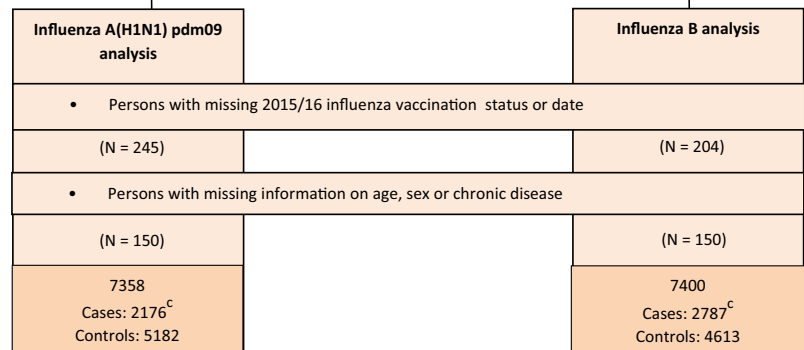 Influenza A(H1N1) pdm09
analysis
Influenza B analysis
• Persons with missing 2015/16 influenza vaccination status or date
(N = 245)
(N = 204)
• Persons with missing information on age, sex or chronic disease
(N = 150)
(N = 150)
7358
Cases: 2176c
Controls: 5182
7400
Cases: 2787c
Controls: 4613